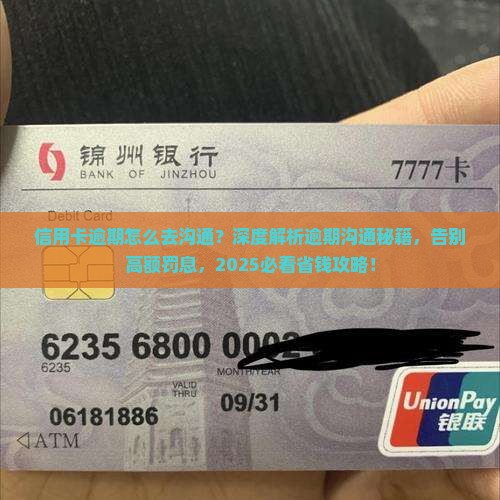 锦州银行
BANK OF JINZHOU
7777卡
Debit Card
信用卡逾期怎么去沟通？深度解析逾期沟通秘籍，告别
高额罚息，2025必看省钱攻略！
6235 6800 0002
6235
MONTH/YEAR
VALID
THRU
09/31
06181886
ATM
UnionPay
银联